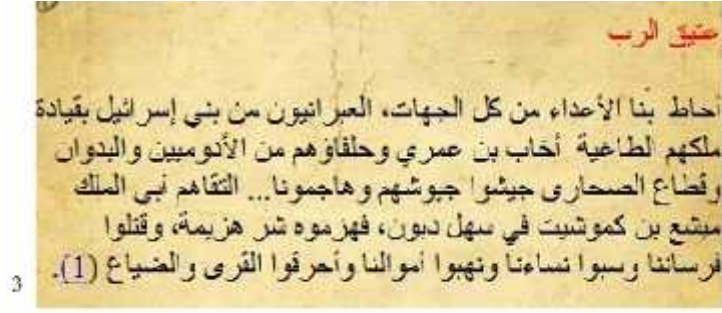 عتيق الرب
أحاط بنا الأعداء من كل الجهات، العبرانيون من بني إسرائيل بقيادة
ملكهم الطاغية أخاب بن عمري وحلفاؤهم من الأدوميين والبدوان
وقطاع الصحارى جيشوا جيوشهم وهاجمونا... التقاهم أبي الملك
ميشع بن كموشيت في سهل ديبون، فهزموه شر هزيمة، وقتلوا
فرساننا وسبوا نساءنا ونهبوا أموالنا وأحرقوا القرى والضياع (1).
3